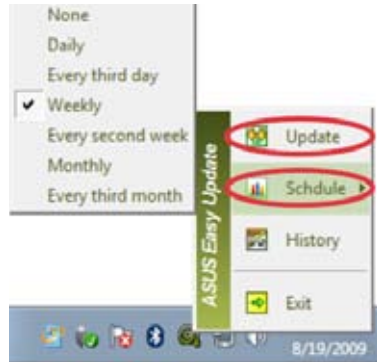 None
Daily
Every third day
Weekly
Every second week
Monthly
Every third month
ASUS Easy Update
Update
Schdule
History
Exit
8/19/2009